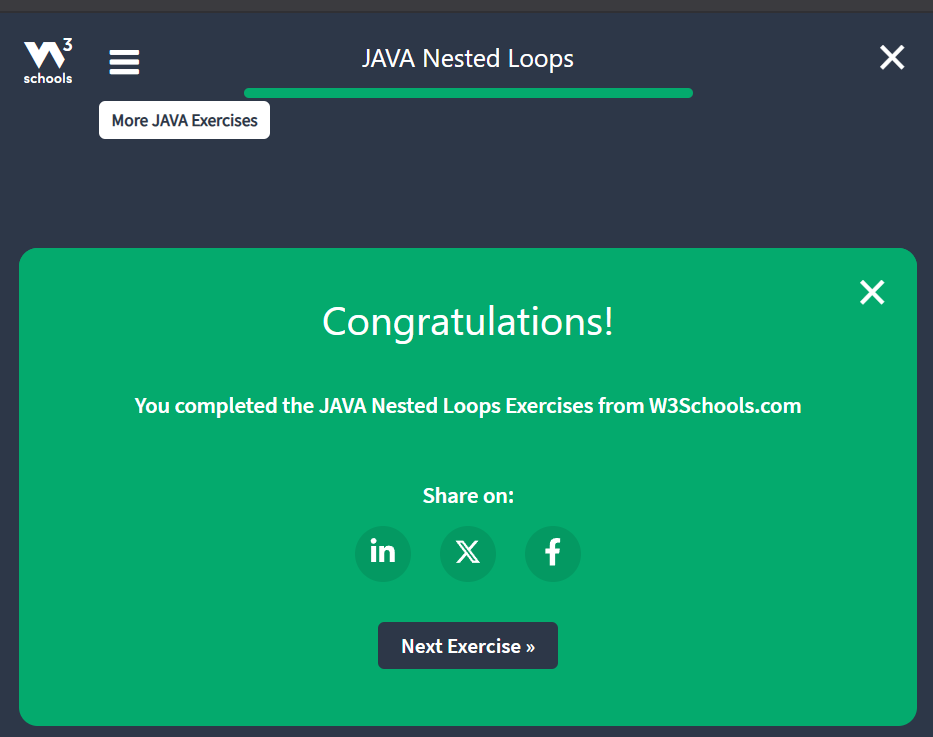 W3
schools
JAVA Nested Loops
More JAVA Exercises
Congratulations!
You completed the JAVA Nested Loops Exercises from W3Schools.com
Share on:
in X f
Next Exercise »